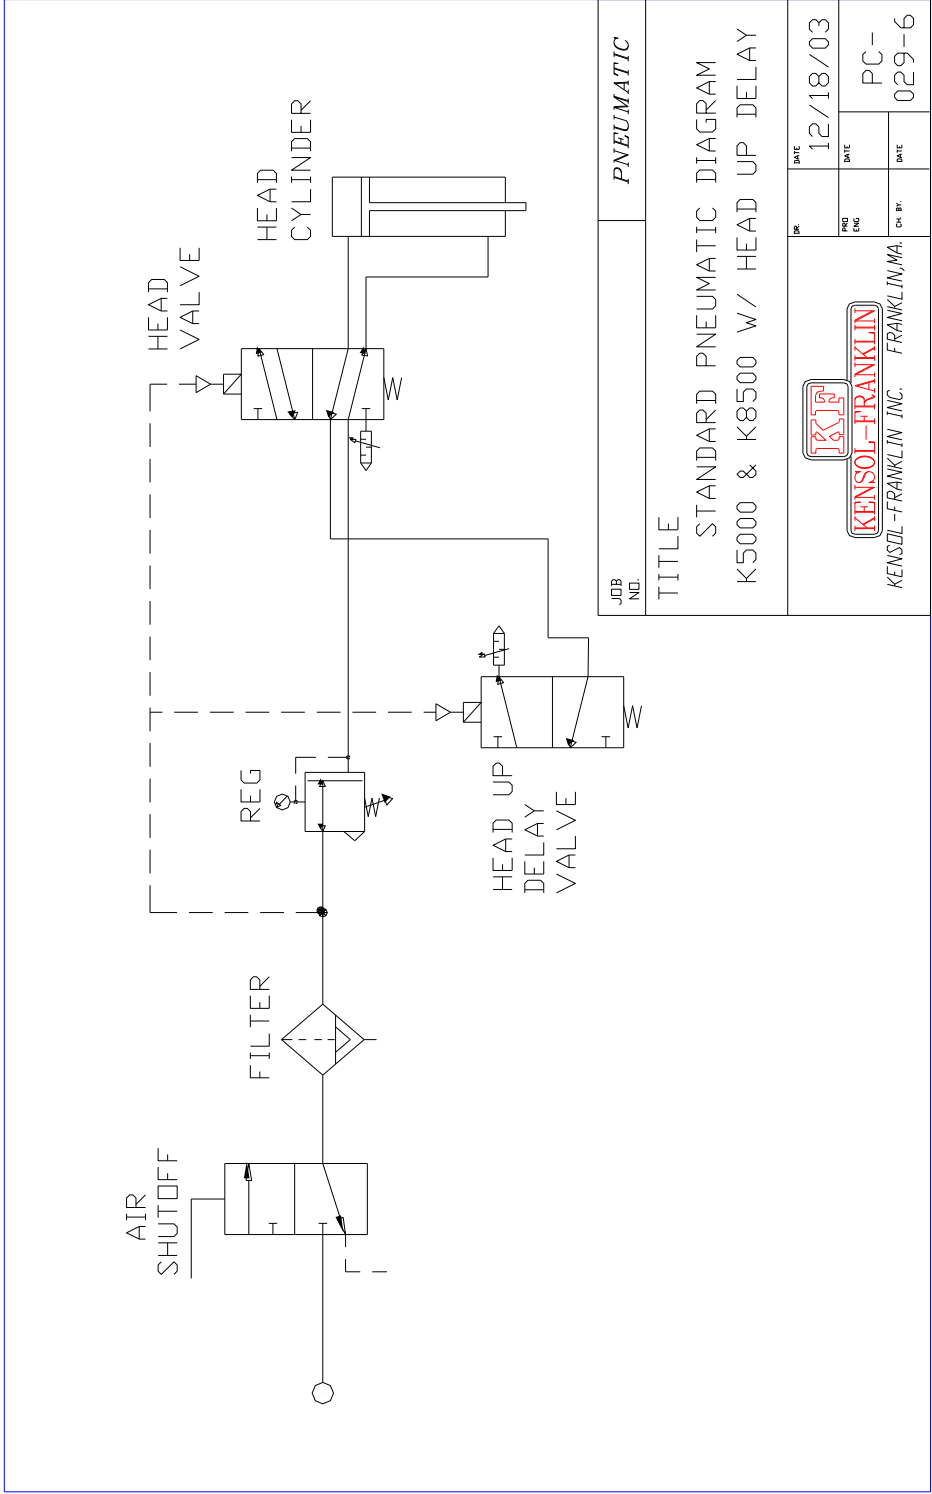 AIR
SHUTOFF
FILTER
REG
HEAD UP
DELAY
VALVE
HEAD
VALVE
HEAD
CYLINDER
JOB
NO.
PNEUMATIC
TITLE
STANDARD PNEUMATIC DIAGRAM
K5000 & K8500 W/ HEAD UP DELAY
KF
KENSOL-FRANKLIN
KENSOL-FRANKLIN INC. FRANKLIN,MA.
DR.
DATE
12/18/03
PRO
ENG
DATE
CH. BY.
DATE
PC-
029-6